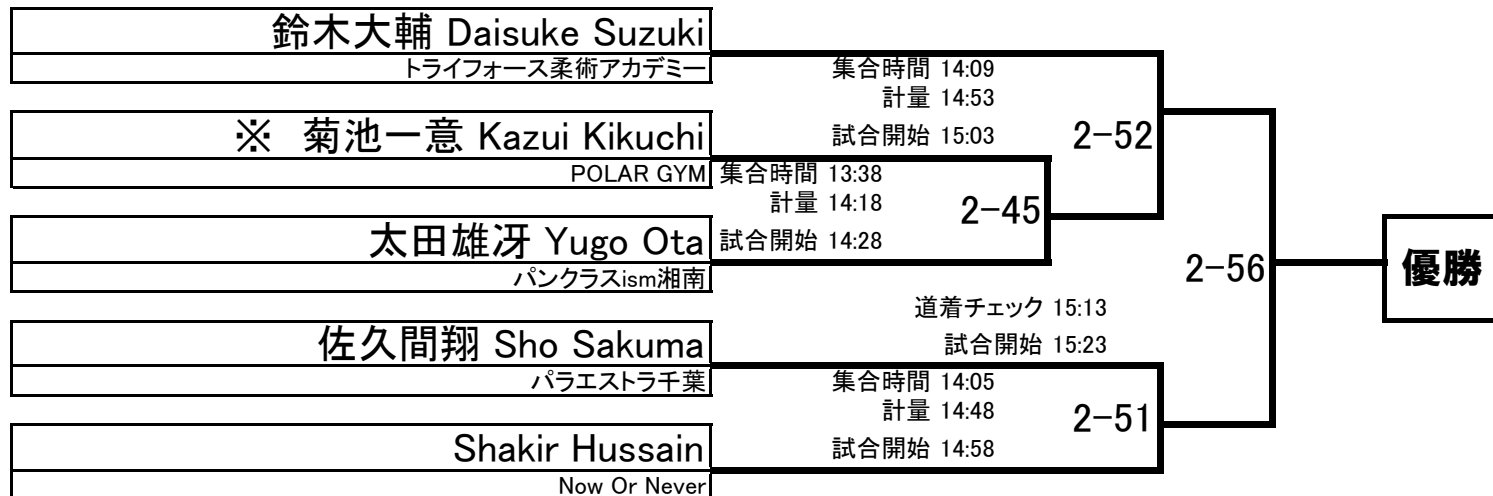 鈴木大輔 Daisuke Suzuki
トライフォース柔術アカデミー
集合時間 14:09
計量 14:53
※ 菊池一意 Kazui Kikuchi
試合開始 15:03
2-52
POLAR GYM
集合時間 13:38
計量 14:18
2-45
太田雄冴 Yugo Ota
試合開始 14:28
パンクラスism湘南
2-56
優勝
道着チェック 15:13
佐久間翔 Sho Sakuma
試合開始 15:23
パラエストラ千葉
集合時間 14:05
計量 14:48
2-51
Shakir Hussain
試合開始 14:58
Now Or Never